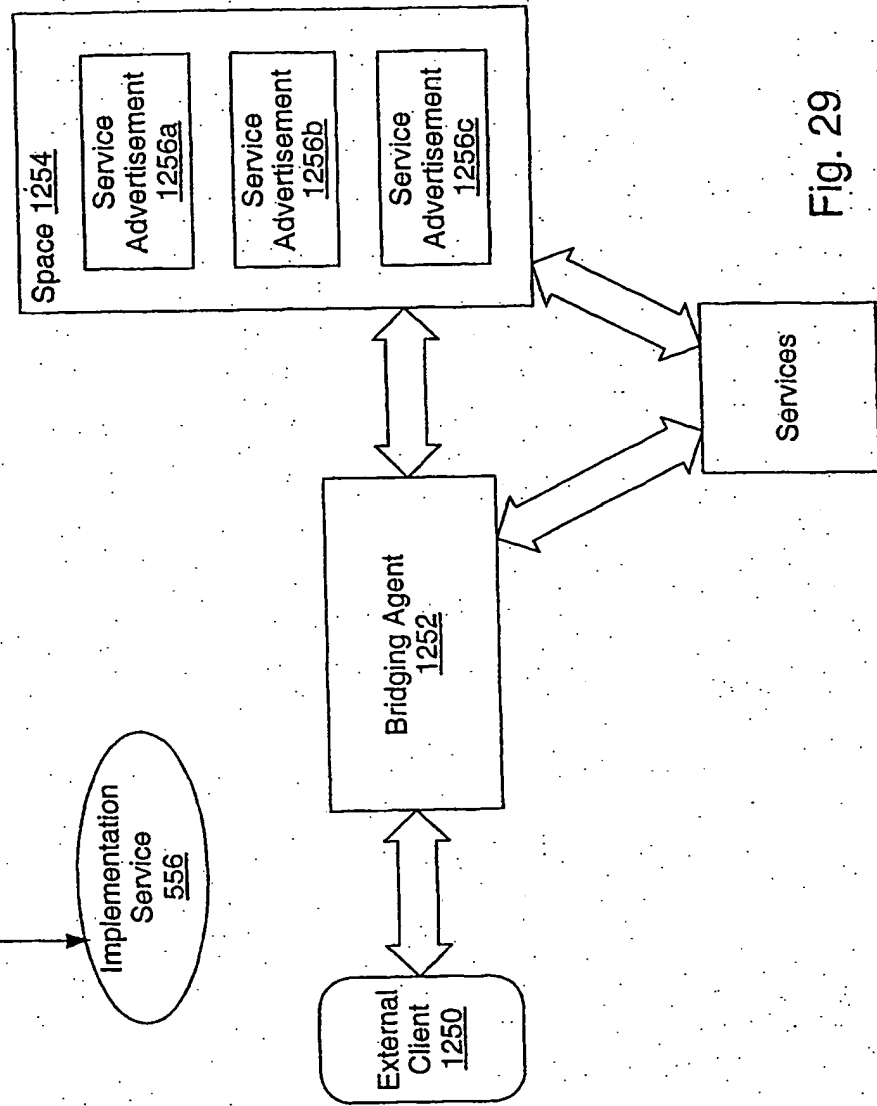 Implementation
Service
556
External
Client
1250
Bridging Agent
1252
Space 1254
Service
Advertisement
1256a
Service
Advertisement
1256b
Service
Advertisement
1256c
Services
Fig. 29